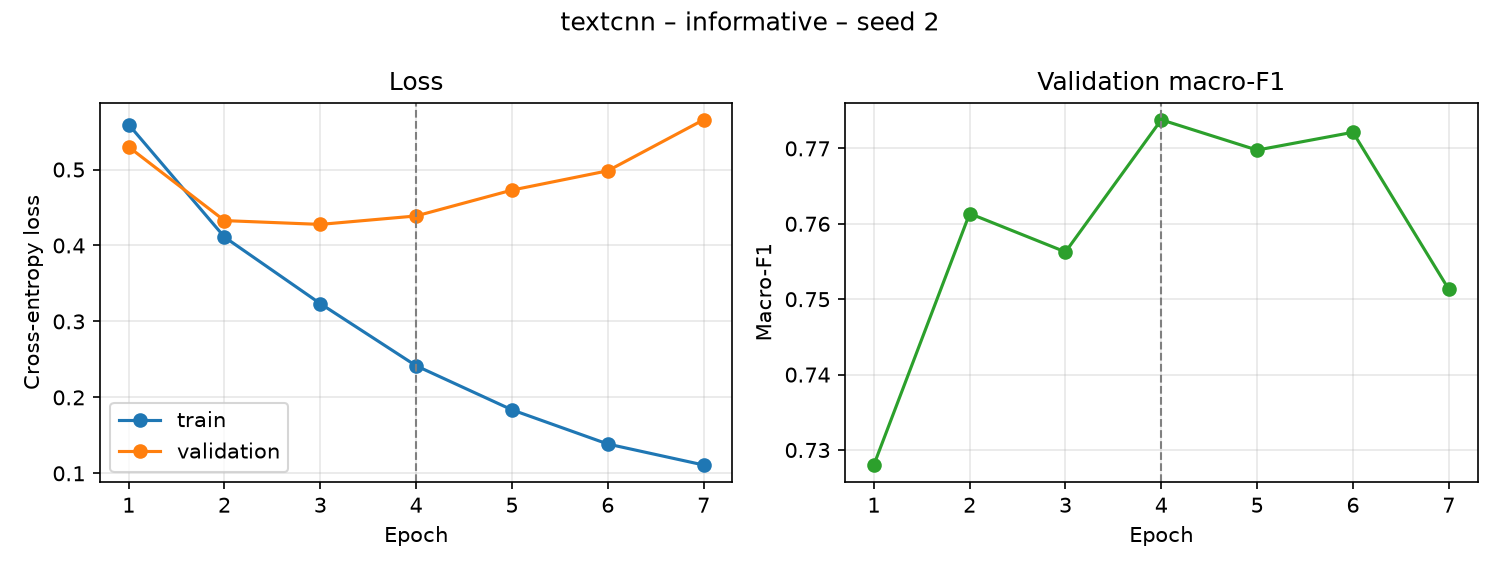 textcnn – informative – seed 2
Loss
Cross-entropy loss
0.5
0.4
0.3
0.2
0.1
train
validation
1 2 3 4 5 6 7
Epoch
Validation macro-F1
Macro-F1
0.77
0.76
0.75
0.74
0.73
1 2 3 4 5 6 7
Epoch